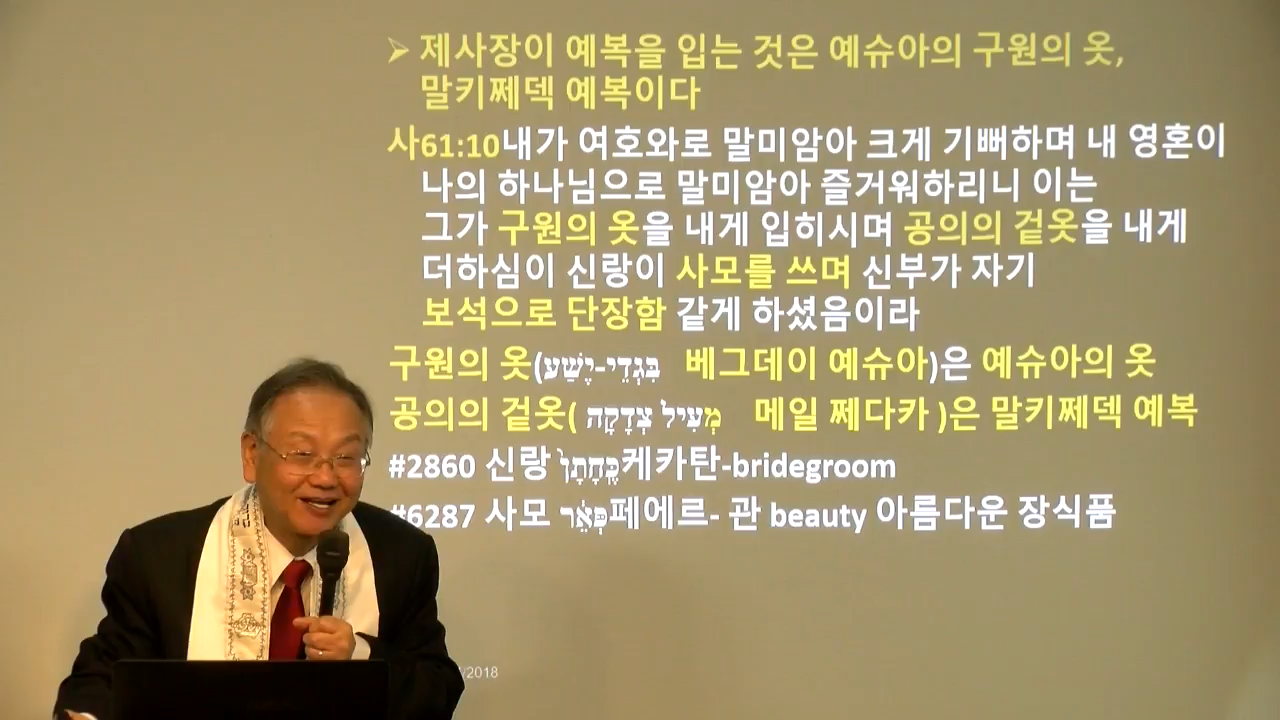 ➢ 제사장이 예복을 입는 것은 예슈아의 구원의 옷,
말키쩨덱 예복이다
사61:10내가 여호와로 말미암아 크게 기뻐하며 내 영혼이
나의 하나님으로 말미암아 즐거워하리니 이는
그가 구원의 옷을 내게 입히시며 공의의 겉옷을 내게
더하심이 신랑이 사모를 쓰며 신부가 자기
보석으로 단장함 같게 하셨음이라
구원의 옷(בִּגְדֵי-יֶשַׁע 베그데이 예슈아)은 예슈아의 옷
공의의 겉옷( מְעִיל צְדָקָה 메일 쩨다카 )은 말키쩨덱 예복
#2860 신랑 כֶּחָתָן케카탄-bridegroom
#6287 사모 פְּאֵר페에르- 관 beauty 아름다운 장식품
/2018